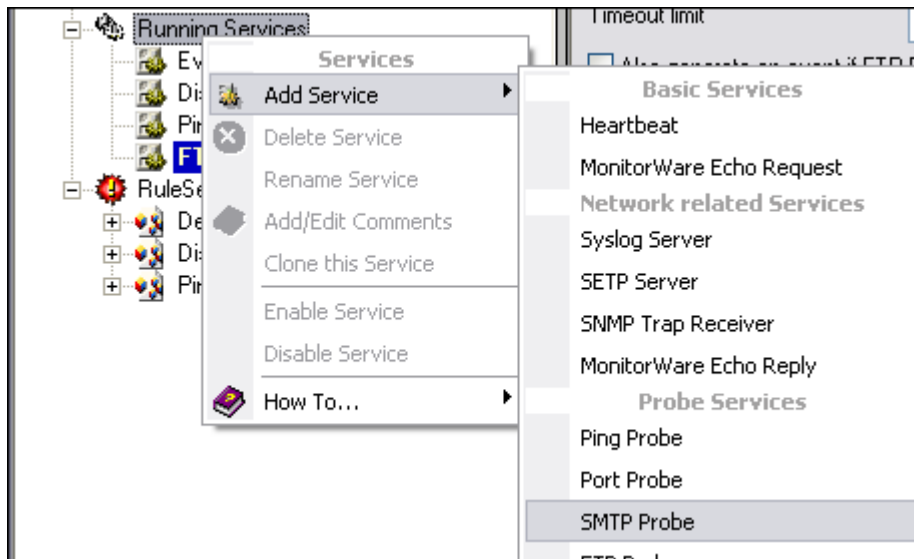 Running Services
Timeout limit
Services
Add Service
Delete Service
Rename Service
Add/Edit Comments
Clone this Service
Enable Service
Disable Service
How To...
Basic Services
Heartbeat
MonitorWare Echo Request
Network related Services
Syslog Server
SETP Server
SNMP Trap Receiver
MonitorWare Echo Reply
Probe Services
Ping Probe
Port Probe
SMTP Probe